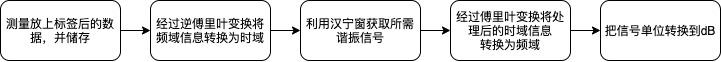 测量放上标签后的数
据，并储存
经过逆傅里叶变换将
频域信息转换为时域
利用汉宁窗获取所需
谐振信号
经过傅里叶变换将处
理后的时域信息
转换为频域
把信号单位转换到dB